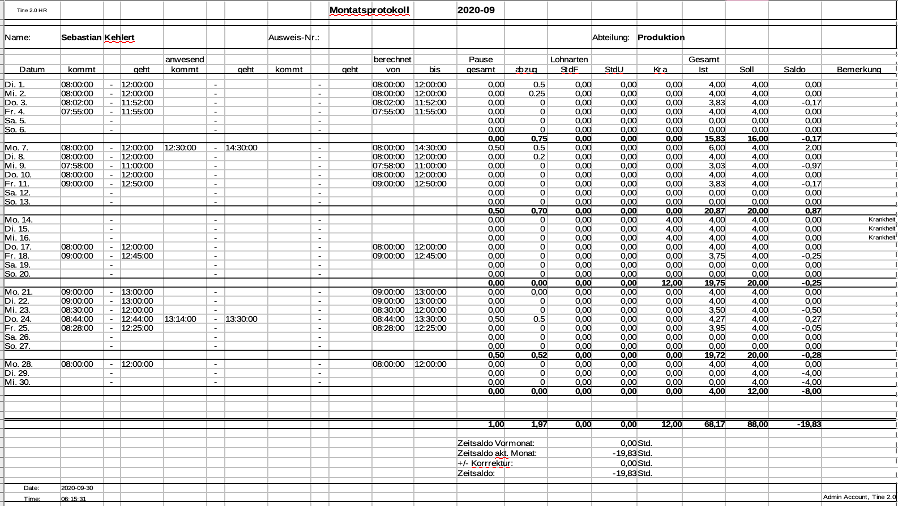 Tine 2.0 HR Montatsprotokoll 2020-09
Name: Sebastian Kehlert Ausweis-Nr.: Abteilung: Produktion
anwesend berechnet Pause Lohnarten Gesamt
Datum kommt geht kommt geht kommt geht von bis gesamt abzug StdF StdU Kra Ist Soll Saldo Bemerkung
Di. 1. 08:00:00 - 12:00:00 - - 08:00:00 12:00:00 0,00 0.5 0,00 0,00 0,00 4,00 4,00 0,00
Mi. 2. 08:00:00 - 12:00:00 - - 08:00:00 12:00:00 0,00 0.25 0,00 0,00 0,00 4,00 4,00 0,00
Do. 3. 08:02:00 - 11:52:00 - - 08:02:00 11:52:00 0,00 0 0,00 0,00 0,00 3,83 4,00 -0,17
Fr. 4. 07:55:00 - 11:55:00 - - 07:55:00 11:55:00 0,00 0 0,00 0,00 0,00 4,00 4,00 0,00
Sa. 5. - - - 0,00 0 0,00 0,00 0,00 0,00 0,00 0,00
So. 6. - - - 0,00 0 0,00 0,00 0,00 0,00 0,00 0,00
0,00 0,75 0,00 0,00 0,00 15,83 16,00 -0,17
Mo. 7. 08:00:00 - 12:00:00 12:30:00 - 14:30:00 - 08:00:00 14:30:00 0,50 0.5 0,00 0,00 0,00 6,00 4,00 2,00
Di. 8. 08:00:00 - 12:00:00 - - 08:00:00 12:00:00 0,00 0.2 0,00 0,00 0,00 4,00 4,00 0,00
Mi. 9. 07:58:00 - 11:00:00 - - 07:58:00 11:00:00 0,00 0 0,00 0,00 0,00 3,03 4,00 -0,97
Do. 10. 08:00:00 - 12:00:00 - - 08:00:00 12:00:00 0,00 0 0,00 0,00 0,00 4,00 4,00 0,00
Fr. 11. 09:00:00 - 12:50:00 - - 09:00:00 12:50:00 0,00 0 0,00 0,00 0,00 3,83 4,00 -0,17
Sa. 12. - - - 0,00 0 0,00 0,00 0,00 0,00 0,00 0,00
So. 13. - - - 0,00 0 0,00 0,00 0,00 0,00 0,00 0,00
0,50 0,70 0,00 0,00 0,00 20,87 20,00 0,87
Mo. 14. - - - 0,00 0 0,00 0,00 4,00 4,00 4,00 0,00 Krankheit
Di. 15. - - - 0,00 0 0,00 0,00 4,00 4,00 4,00 0,00 Krankheit
Mi. 16. - - - 0,00 0 0,00 0,00 4,00 4,00 4,00 0,00 Krankheit
Do. 17. 08:00:00 - 12:00:00 - - 08:00:00 12:00:00 0,00 0 0,00 0,00 0,00 4,00 4,00 0,00
Fr. 18. 09:00:00 - 12:45:00 - - 09:00:00 12:45:00 0,00 0 0,00 0,00 0,00 3,75 4,00 -0,25
Sa. 19. - - - 0,00 0 0,00 0,00 0,00 0,00 0,00 0,00
So. 20. - - - 0,00 0 0,00 0,00 0,00 0,00 0,00 0,00
0,00 0,00 0,00 0,00 12,00 19,75 20,00 -0,25
Mo. 21. 09:00:00 - 13:00:00 - - 09:00:00 13:00:00 0,00 0,00 0,00 0,00 0,00 4,00 4,00 0,00
Di. 22. 09:00:00 - 13:00:00 - - 09:00:00 13:00:00 0,00 0 0,00 0,00 0,00 4,00 4,00 0,00
Mi. 23. 08:30:00 - 12:00:00 - - 08:30:00 12:00:00 0,00 0 0,00 0,00 0,00 3,50 4,00 -0,50
Do. 24. 08:44:00 - 12:44:00 13:14:00 - 13:30:00 - 08:44:00 13:30:00 0,50 0.5 0,00 0,00 0,00 4,27 4,00 0,27
Fr. 25. 08:28:00 - 12:25:00 - - 08:28:00 12:25:00 0,00 0 0,00 0,00 0,00 3,95 4,00 -0,05
Sa. 26. - - - 0,00 0 0,00 0,00 0,00 0,00 0,00 0,00
So. 27. - - - 0,00 0 0,00 0,00 0,00 0,00 0,00 0,00
0,50 0,52 0,00 0,00 0,00 19,72 20,00 -0,28
Mo. 28. 08:00:00 - 12:00:00 - - 08:00:00 12:00:00 0,00 0 0,00 0,00 0,00 4,00 4,00 0,00
Di. 29. - - - 0,00 0 0,00 0,00 0,00 0,00 4,00 -4,00
Mi. 30. - - - 0,00 0 0,00 0,00 0,00 0,00 4,00 -4,00
0,00 0,00 0,00 0,00 0,00 4,00 12,00 -8,00
1,00 1,97 0,00 0,00 12,00 68,17 88,00 -19,83
Zeitsaldo Vormonat: 0,00Std.
Zeitsaldo akt. Monat: -19,83Std.
+/- Korrrektur: 0,00Std.
Zeitsaldo: -19,83Std.
Date: 2020-09-30
Time: 06:15:31 Admin Account, Tine 2.0